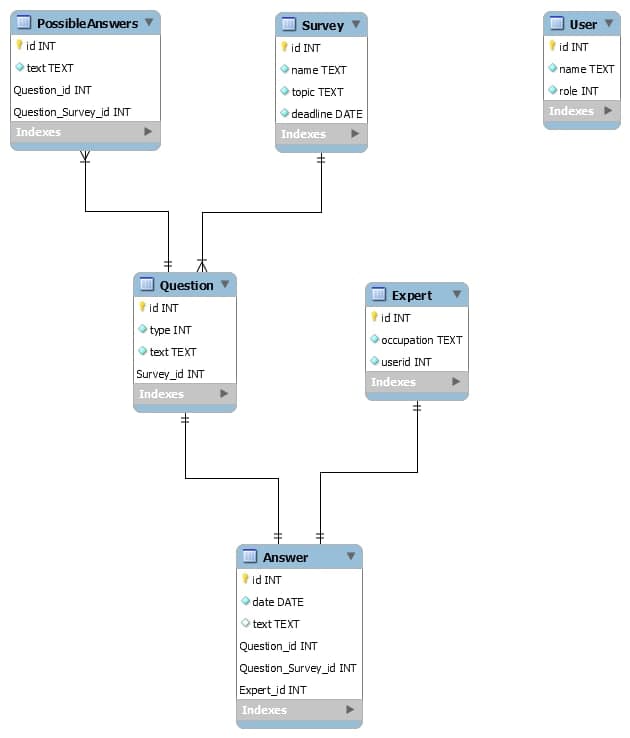 PossibleAnswers
id INT
text TEXT
Question_id INT
Question_Survey_id INT
Indexes
Survey
id INT
name TEXT
topic TEXT
deadline DATE
Indexes
User
id INT
name TEXT
role INT
Indexes
Question
id INT
type INT
text TEXT
Survey_id INT
Indexes
Expert
id INT
occupation TEXT
userid INT
Indexes
Answer
id INT
date DATE
text TEXT
Question_id INT
Question_Survey_id INT
Expert_id INT
Indexes